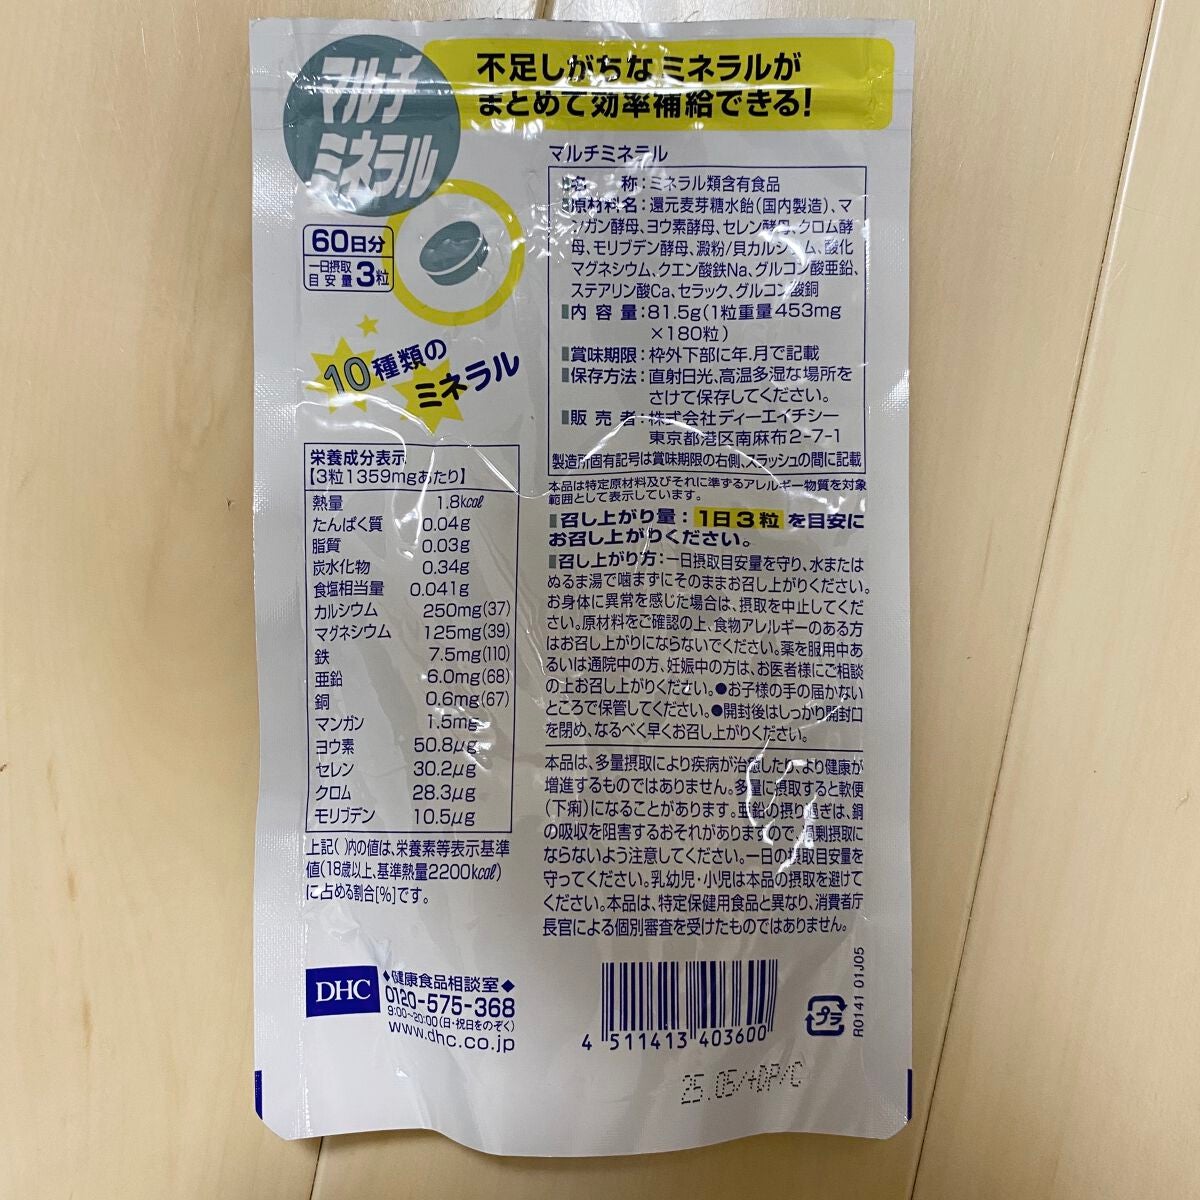 マルチ
ミネラル
不足しがちなミネラルが
まとめて効率補給できる!
60日分
一日摂取
目安量 3粒
10種類の
ミネラル
栄養成分表示
【3粒1359mgあたり】
熱量 1.8kcal
たんぱく質 0.04g
脂質 0.03g
炭水化物 0.34g
食塩相当量 0.041g
カルシウム 250mg(37)
マグネシウム 125mg(39)
鉄 7.5mg(110)
亜鉛 6.0mg(68)
銅 0.6mg(67)
マンガン 1.5mg
ヨウ素 50.8μg
セレン 30.2μg
クロム 28.3μg
モリブデン 10.5μg
上記( )内の値は、栄養素等表示基準
値(18歳以上、基準熱量2200kcal)
に占める割合[%]です。
マルチミネラル
名称:ミネラル類含有食品
原材料名:還元麦芽糖水飴(国内製造)、マ
ンガン酵母、ヨウ素酵母、セレン酵母、クロム酵
母、モリブデン酵母、澱粉/貝カルシウム、酸化
マグネシウム、クエン酸鉄Na、グルコン酸亜鉛、
ステアリン酸Ca、セラック、グルコン酸銅
内容量:81.5g(1粒重量453mg
×180粒)
賞味期限:枠外下部に年.月で記載
保存方法:直射日光、高温多湿な場所を
さけて保存してください。
販売者:株式会社ディーエイチシー
東京都港区南麻布2-7-1
製造所固有記号は賞味期限の右側、スラッシュの間に記載
本品は特定原材料及びそれに準ずるアレルギー物質を対象
範囲として表示しています。
召し上がり量:1日3粒を目安に
お召し上がりください。
召し上がり方:一日摂取目安量を守り、水または
ぬるま湯で噛まずにそのままお召し上がりください。
お身体に異常を感じた場合は、摂取を中止してくだ
さい。原材料をご確認の上、食物アレルギーのある方
はお召し上がりにならないでください。薬を服用中あ
るいは通院中の方、妊娠中の方は、お医者様にご相談
の上お召し上がりください。●お子様の手の届かない
ところで保管してください。●開封後はしっかり開封口
を閉め、なるべく早くお召し上がりください。
本品は、多量摂取により疾病が治癒したり、より健康が
増進するものではありません。多量に摂取すると軟便
(下痢)になることがあります。亜鉛の摂り過ぎは、銅
の吸収を阻害するおそれがありますので、過剰摂取に
ならないよう注意してください。一日の摂取目安量を
守ってください。乳幼児・小児は本品の摂取を避けて
ください。本品は、特定保健用食品と異なり、消費者庁
長官による個別審査を受けたものではありません。
DHC
◆健康食品相談室◆
0120-575-368
9:00~20:00(日・祝日をのぞく)
www.dhc.co.jp
4 511413 403600
プラ
R0141 01J05
25.05/+DP/C